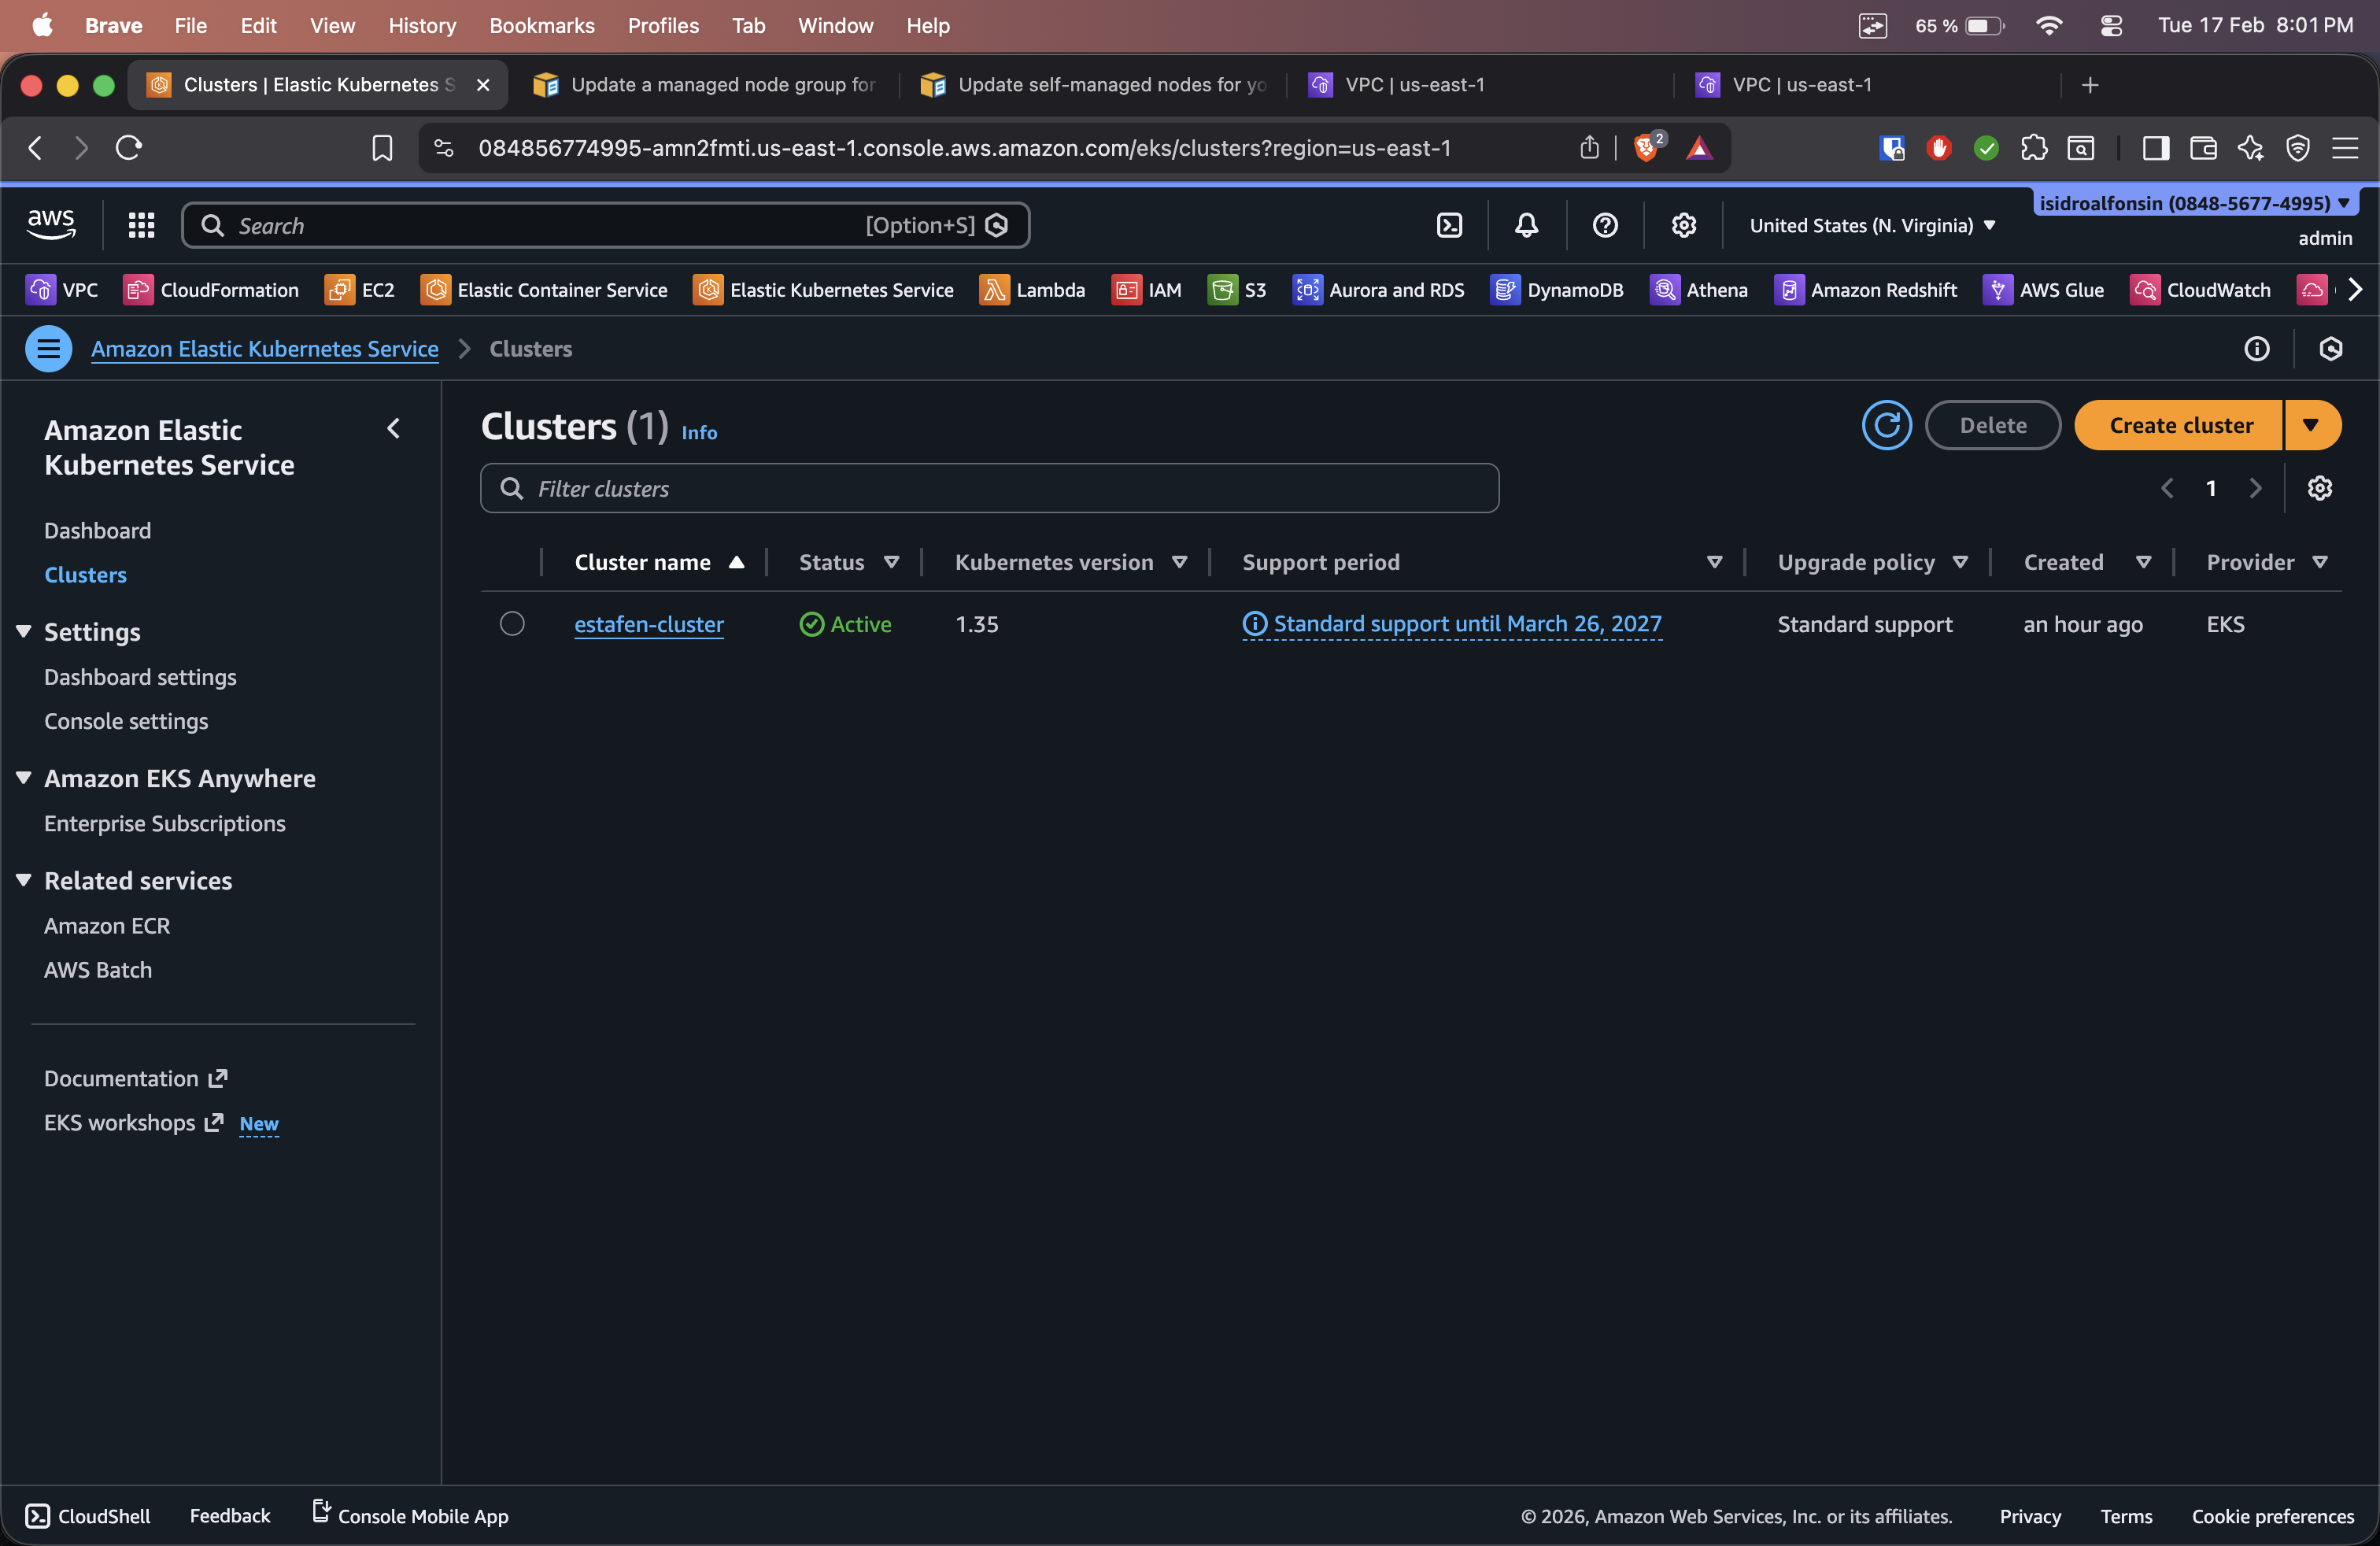 Brave File Edit View History Bookmarks Profiles Tab Window Help 65 % Tue 17 Feb 8:01 PM
Clusters | Elastic Kubernetes S Update a managed node group for Update self-managed nodes for yo VPC | us-east-1 VPC | us-east-1
084856774995-amn2fmti.us-east-1.console.aws.amazon.com/eks/clusters?region=us-east-1 2
aws Search [Option+S] United States (N. Virginia) isidroalfonsin (0848-5677-4995)
admin
VPC CloudFormation EC2 Elastic Container Service Elastic Kubernetes Service Lambda IAM S3 Aurora and RDS DynamoDB Athena Amazon Redshift AWS Glue CloudWatch
Amazon Elastic Kubernetes Service Clusters
Amazon Elastic
Kubernetes Service
Dashboard
Clusters
Settings
Dashboard settings
Console settings
Amazon EKS Anywhere
Enterprise Subscriptions
Related services
Amazon ECR
AWS Batch
Documentation
EKS workshops New
Clusters (1) Info Delete Create cluster
Filter clusters 1
Cluster name Status Kubernetes version Support period Upgrade policy Created Provider
estafen-cluster Active 1.35 Standard support until March 26, 2027 Standard support an hour ago EKS
CloudShell Feedback Console Mobile App © 2026, Amazon Web Services, Inc. or its affiliates. Privacy Terms Cookie preferences